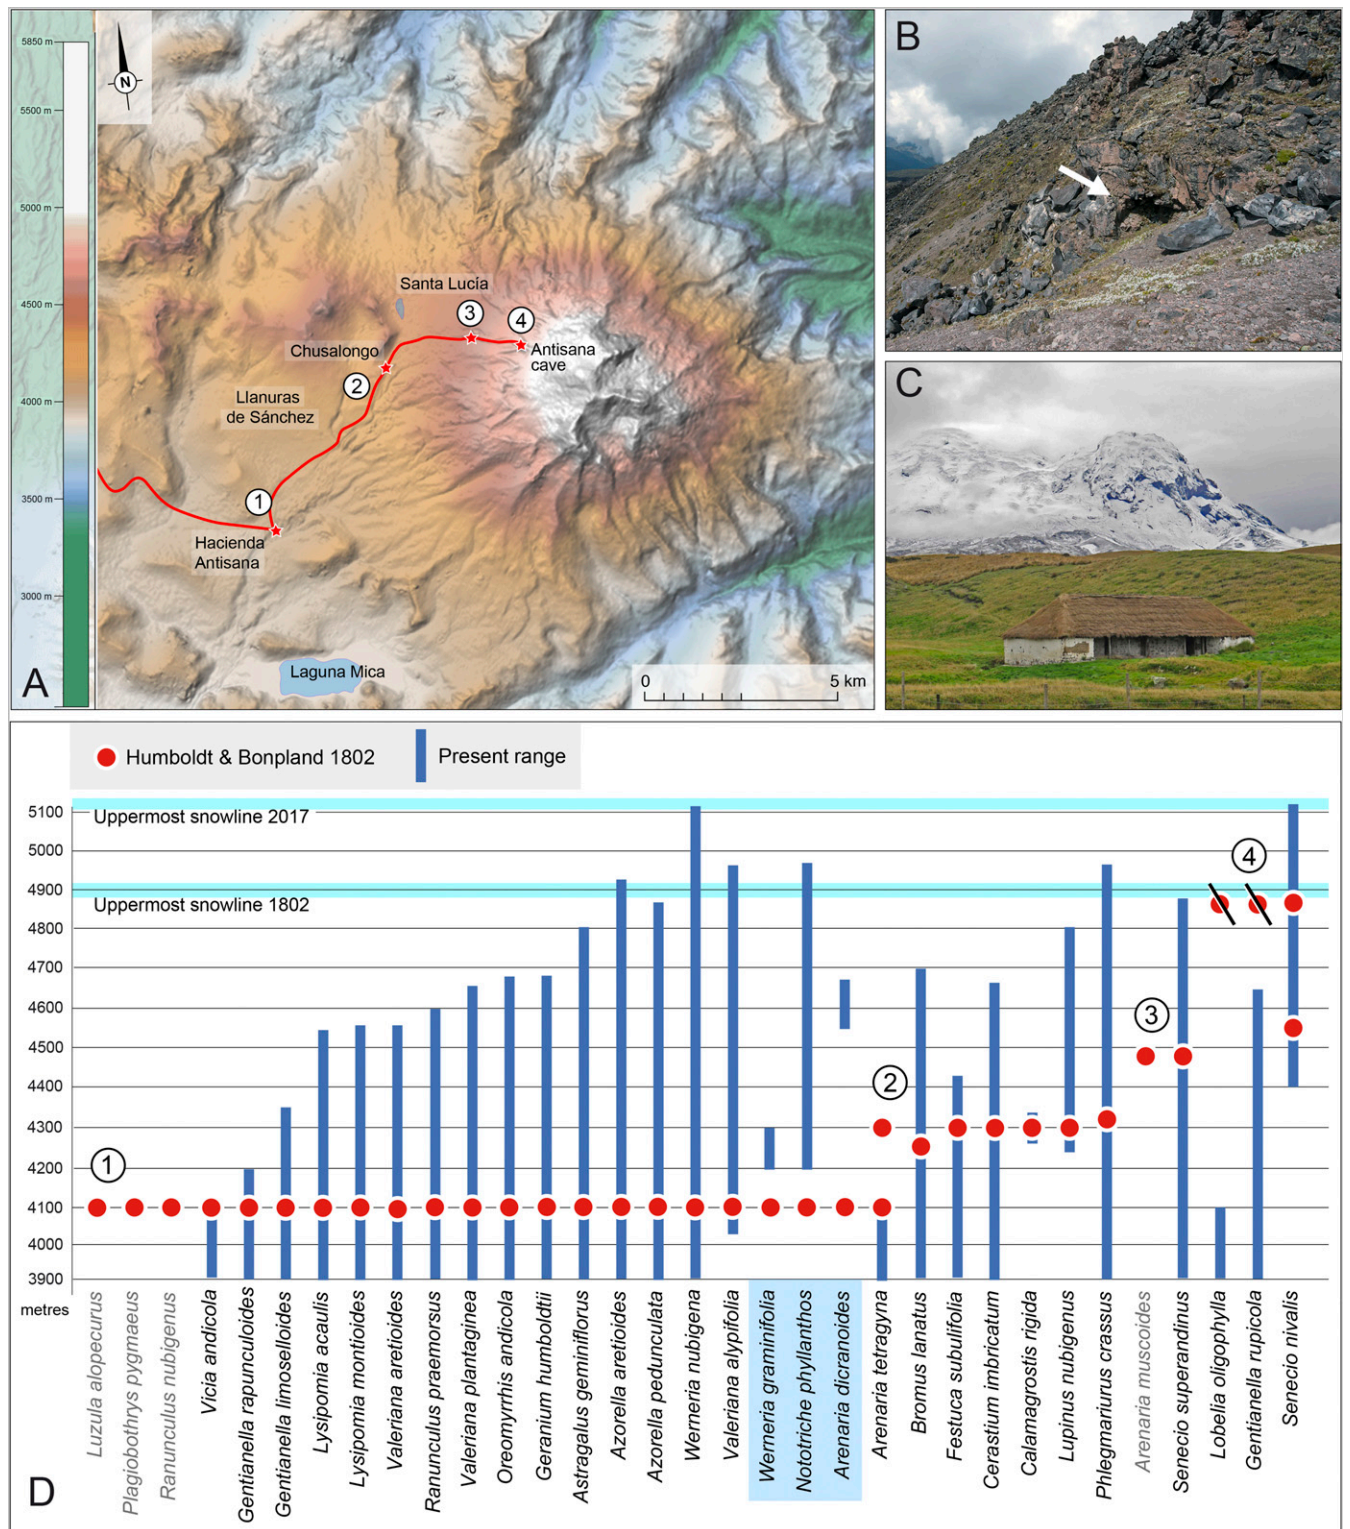 5850 m
5500 m
5000 m
4500 m
4000 m
3500 m
3000 m
N
A
Santa Lucía
3
4
Chusalongo
Antisana
cave
2
Llanuras
de Sánchez
1
Hacienda
Antisana
Laguna Mica
0
5 km
B
C
Humboldt & Bonpland 1802
Present range
5100
Uppermost snowline 2017
5000
4
4900
Uppermost snowline 1802
4800
4700
4600
3
4500
4400
2
4300
4200
1
4100
4000
3900
metres
Luzula alopecurus
Plagiobothrys pygmaeus
Ranunculus nubigenus
Vicia andicola
Gentianella rapunculoides
Gentianella limoselloides
Lysipomia acaulis
Lysipomia montioides
Valeriana aretioides
Ranunculus praemorsus
Valeriana plantaginea
Oreomyrrhis andicola
Geranium humboldtii
Astragalus geminiflorus
Azorella aretioides
Azorella pedunculata
Werneria nubigena
Valeriana alypifolia
Werneria graminifolia
Nototriche phyllanthos
Arenaria dicranoides
Arenaria tetragyna
Bromus lanatus
Festuca subulifolia
Cerastium imbricatum
Calamagrostis rigida
Lupinus nubigenus
Phlegmariurus crassus
Arenaria muscoides
Senecio superandinus
Lobelia oligophylla
Gentianella rupicola
Senecio nivalis
D